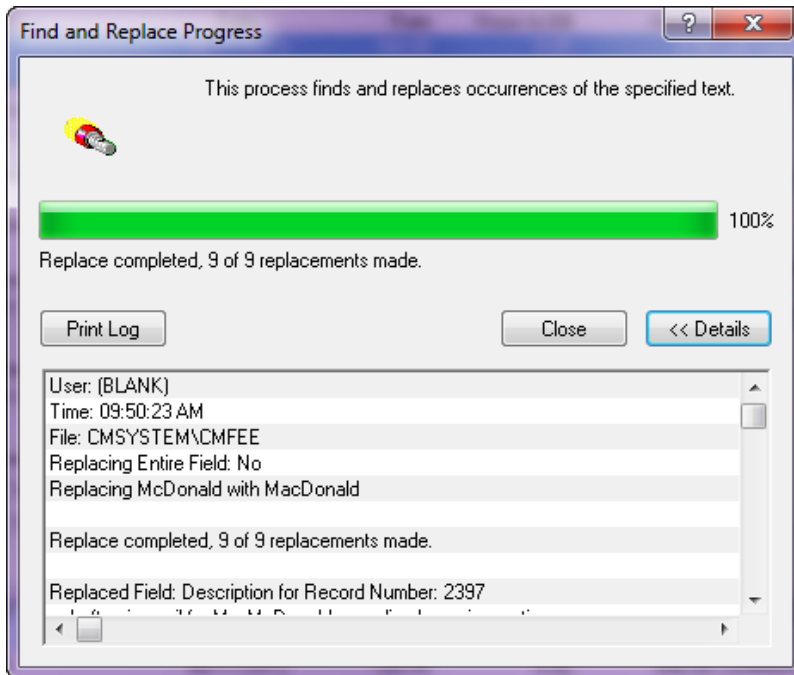 Find and Replace Progress
This process finds and replaces occurrences of the specified text.
100%
Replace completed, 9 of 9 replacements made.
Print Log
Close
<< Details
User: (BLANK)
Time: 09:50:23 AM
File: CMSYSTEM\CMFEE
Replacing Entire Field: No
Replacing McDonald with MacDonald
Replace completed, 9 of 9 replacements made.
Replaced Field: Description for Record Number: 2397